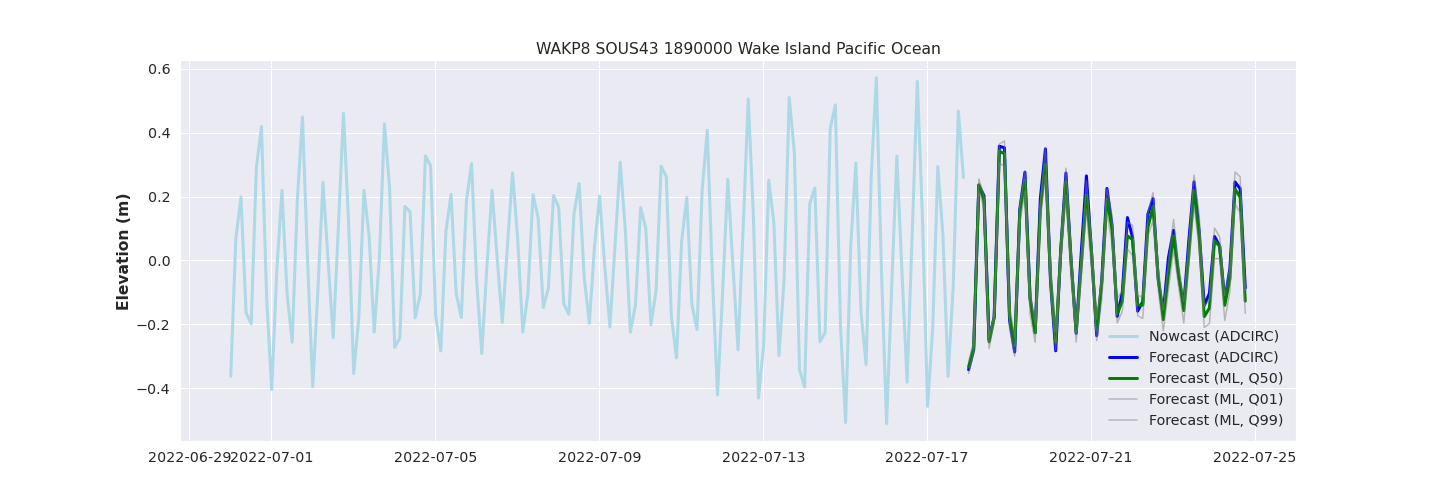 WAKP8 SOUS43 1890000 Wake Island Pacific Ocean
Elevation (m)
0.6
0.4
0.2
0.0
−0.2
−0.4
Nowcast (ADCIRC)
Forecast (ADCIRC)
Forecast (ML, Q50)
Forecast (ML, Q01)
Forecast (ML, Q99)
2022-06-29 2022-07-01 2022-07-05 2022-07-09 2022-07-13 2022-07-17 2022-07-21 2022-07-25